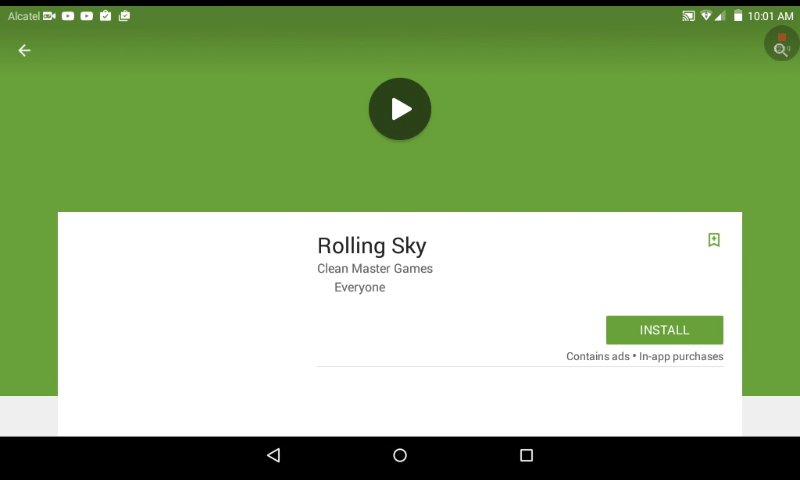 Alcatel
10:01 AM
Rolling Sky
Clean Master Games
Everyone
INSTALL
Contains ads • In-app purchases